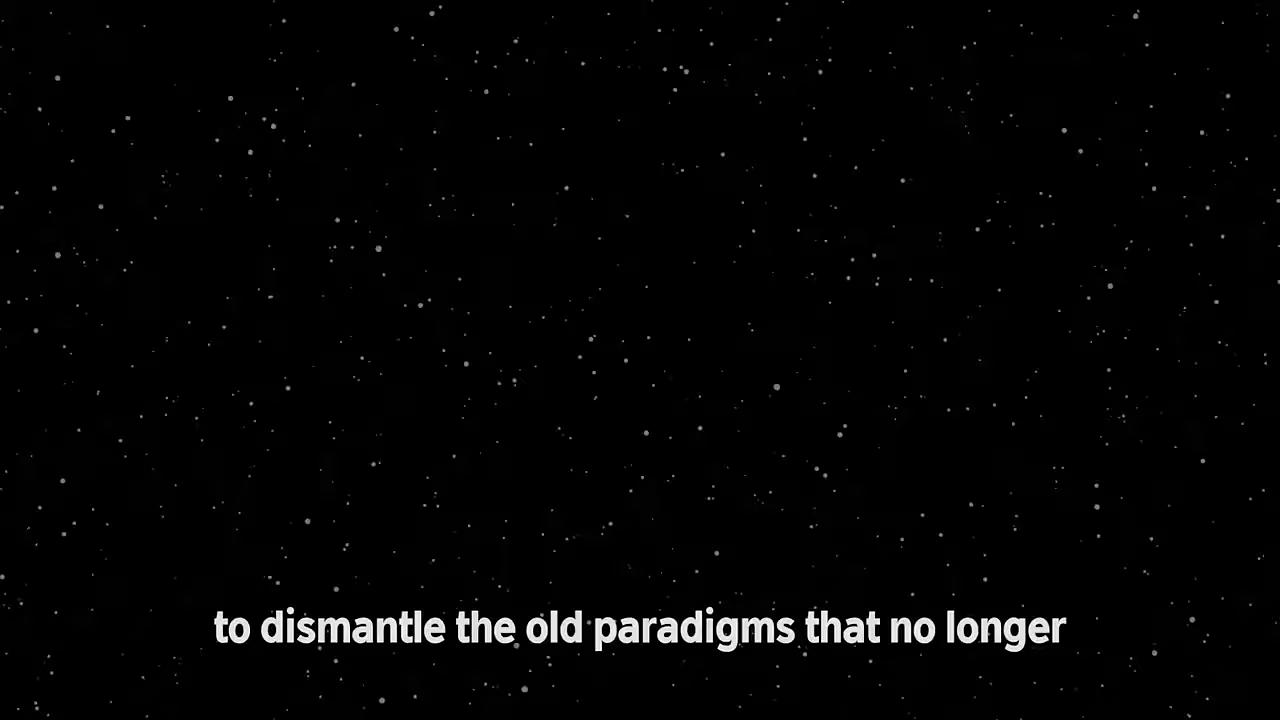 to dismantle the old paradigms that no longer